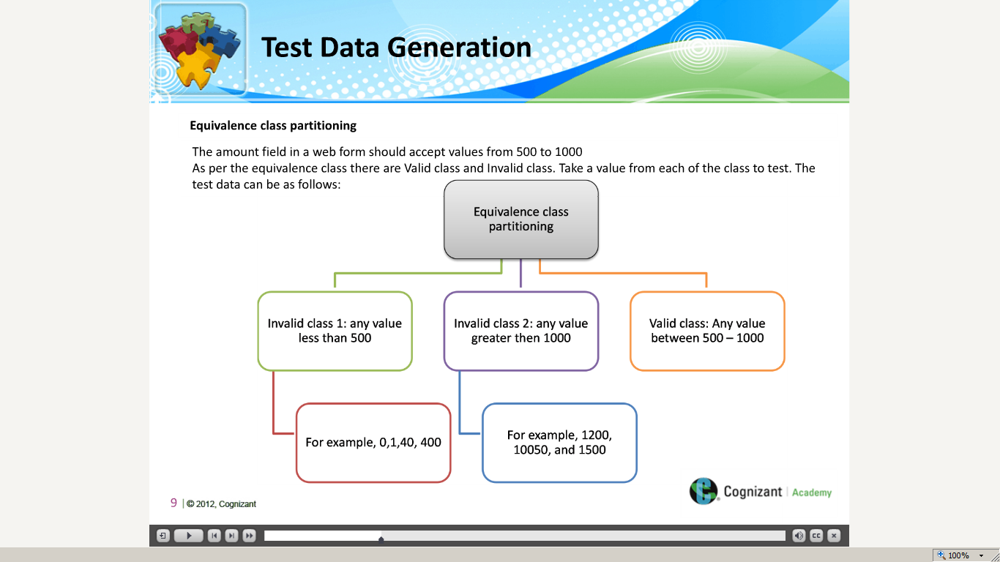 Test Data Generation
Equivalence class partitioning
The amount field in a web form should accept values from 500 to 1000
As per the equivalence class there are Valid class and Invalid class. Take a value from each of the class to test. The
test data can be as follows:
Equivalence class
partitioning
Invalid class 1: any value
less than 500
Invalid class 2: any value
greater then 1000
Valid class: Any value
between 500 – 1000
For example, 0,1,40, 400
For example, 1200,
10050, and 1500
9 | © 2012, Cognizant
Cognizant | Academy
CC
100%